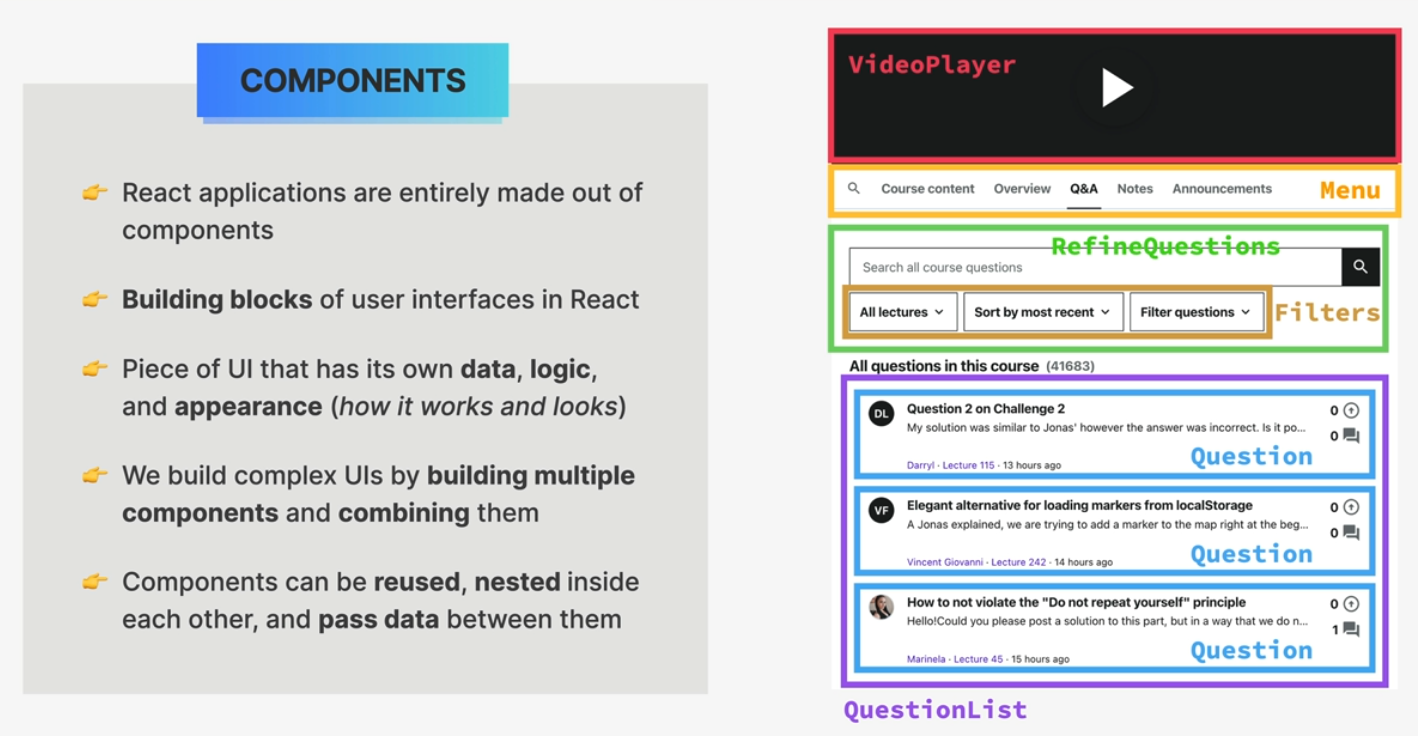 COMPONENTS
👉 React applications are entirely made out of
components
👉 Building blocks of user interfaces in React
👉 Piece of UI that has its own data, logic,
and appearance (how it works and looks)
👉 We build complex UIs by building multiple
components and combining them
👉 Components can be reused, nested inside
each other, and pass data between them
VideoPlayer
Course content Overview Q&A Notes Announcements Menu
RefineQuestions
Search all course questions
All lectures Sort by most recent Filter questions Filters
All questions in this course (41683)
DL Question 2 on Challenge 2 0
My solution was similar to Jonas' however the answer was incorrect. Is it po...
0
Question
Darryl · Lecture 115 · 13 hours ago
VF Elegant alternative for loading markers from localStorage 0
A Jonas explained, we are trying to add a marker to the map right at the beg...
0
Question
Vincent Giovanni · Lecture 242 · 14 hours ago
How to not violate the "Do not repeat yourself" principle 0
Hello!Could you please post a solution to this part, but in a way that we do n...
1
Question
Marinela · Lecture 45 · 15 hours ago
QuestionList